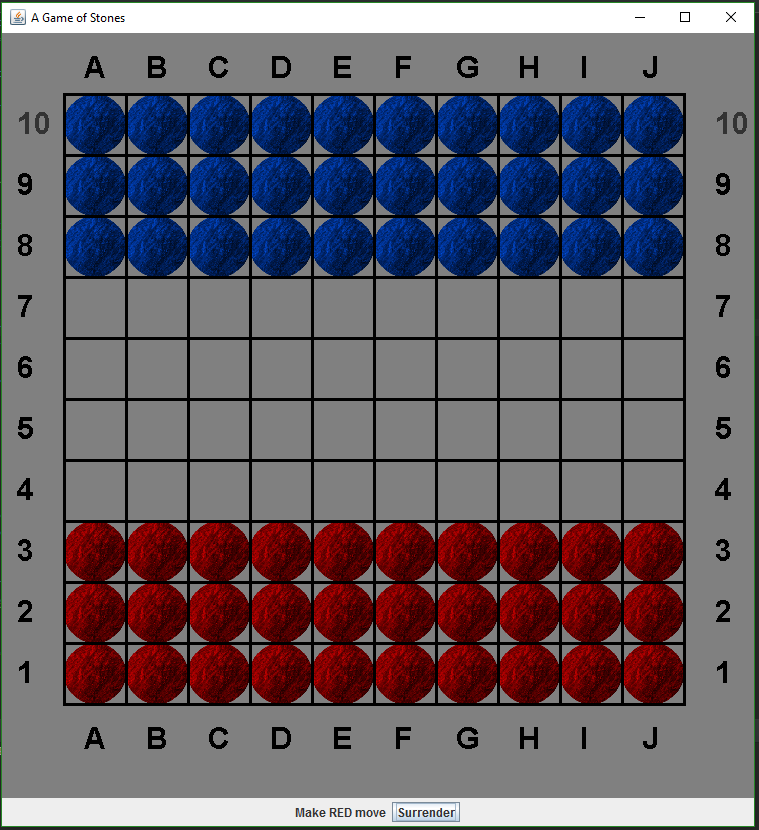 A Game of Stones
A B C D E F G H I J
10 10
9 9
8 8
7 7
6 6
5 5
4 4
3 3
2 2
1 1
A B C D E F G H I J
Make RED move Surrender